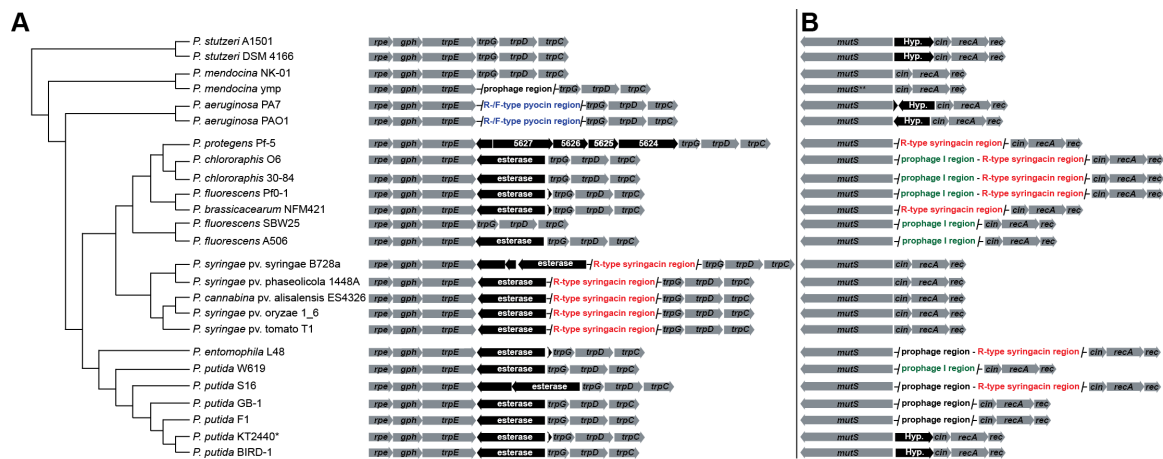 A B
P. stutzeri A1501 rpe gph trpE trpG trpD trpC mutS Hyp. cin recA rec
P. stutzeri DSM 4166 rpe gph trpE trpG trpD trpC mutS Hyp. cin recA rec
P. mendocina NK-01 rpe gph trpE trpG trpD trpC mutS cin recA rec
P. mendocina ymp rpe gph trpE prophage region trpG trpD trpC mutS** cin recA rec
P. aeruginosa PA7 rpe gph trpE R-/F-type pyocin region trpG trpD trpC mutS Hyp. cin recA rec
P. aeruginosa PAO1 rpe gph trpE R-/F-type pyocin region trpG trpD trpC mutS Hyp. cin recA rec
P. protegens Pf-5 rpe gph trpE 5627 5626 5625 5624 trpG trpD trpC mutS R-type syringacin region cin recA rec
P. chlororaphis O6 rpe gph trpE esterase trpG trpD trpC mutS prophage I region - R-type syringacin region cin recA rec
P. chlororaphis 30-84 rpe gph trpE esterase trpG trpD trpC mutS prophage I region - R-type syringacin region cin recA rec
P. fluorescens Pf0-1 rpe gph trpE esterase trpG trpD trpC mutS prophage I region - R-type syringacin region cin recA rec
P. brassicacearum NFM421 rpe gph trpE esterase trpG trpD trpC mutS R-type syringacin region cin recA rec
P. fluorescens SBW25 rpe gph trpE trpG trpD trpC mutS prophage I region cin recA rec
P. fluorescens A506 rpe gph trpE esterase trpG trpD trpC mutS prophage I region cin recA rec
P. syringae pv. syringae B728a rpe gph trpE esterase R-type syringacin region trpG trpD trpC mutS cin recA rec
P. syringae pv. phaseolicola 1448A rpe gph trpE esterase R-type syringacin region trpG trpD trpC mutS cin recA rec
P. cannabina pv. alisalensis ES4326 rpe gph trpE esterase R-type syringacin region trpG trpD trpC mutS cin recA rec
P. syringae pv. oryzae 1_6 rpe gph trpE esterase R-type syringacin region trpG trpD trpC mutS cin recA rec
P. syringae pv. tomato T1 rpe gph trpE esterase R-type syringacin region trpG trpD trpC mutS cin recA rec
P. entomophila L48 rpe gph trpE esterase trpG trpD trpC mutS prophage region - R-type syringacin region cin recA rec
P. putida W619 rpe gph trpE esterase trpG trpD trpC mutS prophage I region cin recA rec
P. putida S16 rpe gph trpE esterase trpG trpD trpC mutS prophage region - R-type syringacin region cin recA rec
P. putida GB-1 rpe gph trpE esterase trpG trpD trpC mutS prophage region cin recA rec
P. putida F1 rpe gph trpE esterase trpG trpD trpC mutS prophage region cin recA rec
P. putida KT2440* rpe gph trpE esterase trpG trpD trpC mutS Hyp. cin recA rec
P. putida BIRD-1 rpe gph trpE esterase trpG trpD trpC mutS Hyp. cin recA rec